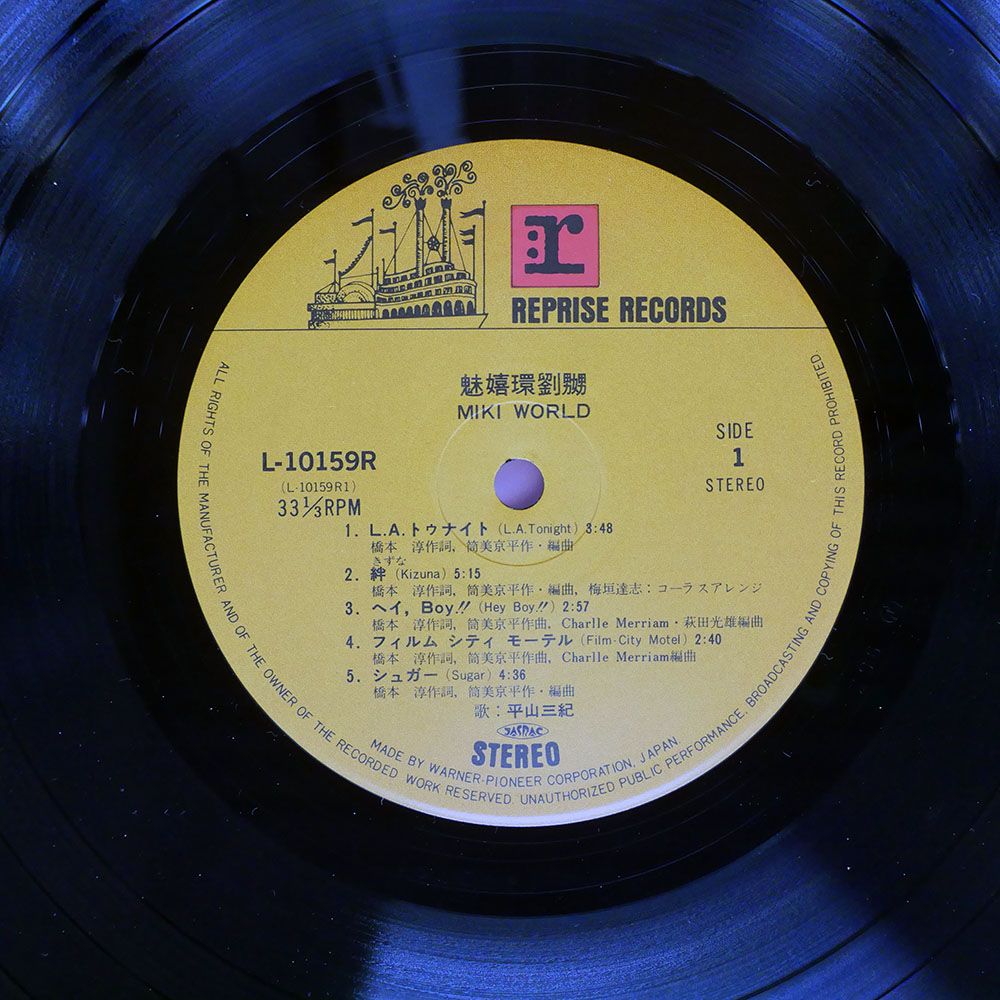 r
REPRISE RECORDS
魅嬉環劉嬲
MIKI WORLD
L-10159R
(L-10159R1)
33 1/3 RPM
SIDE
1
STEREO
1. L.A.トゥナイト (L.A.Tonight) 3:48
橋本 淳作詞, 筒美京平作・編曲
きずな
2. 絆 (Kizuna) 5:15
橋本 淳作詞, 筒美京平作・編曲, 梅垣達志:コーラスアレンジ
3. ヘイ, Boy!! (Hey Boy!!) 2:57
橋本 淳作詞, 筒美京平作曲, Charlle Merriam・萩田光雄編曲
4. フィルム シティ モーテル (Film-City Motel) 2:40
橋本 淳作詞, 筒美京平作曲, Charlle Merriam編曲
5. シュガー (Sugar) 4:36
橋本 淳作詞, 筒美京平作・編曲
歌:平山三紀
JASRAC
STEREO
MADE BY WARNER-PIONEER CORPORATION, JAPAN.
ALL RIGHTS OF THE MANUFACTURER AND OF THE OWNER OF THE RECORDED WORK RESERVED. UNAUTHORIZED PUBLIC PERFORMANCE, BROADCASTING AND COPYING OF THIS RECORD PROHIBITED